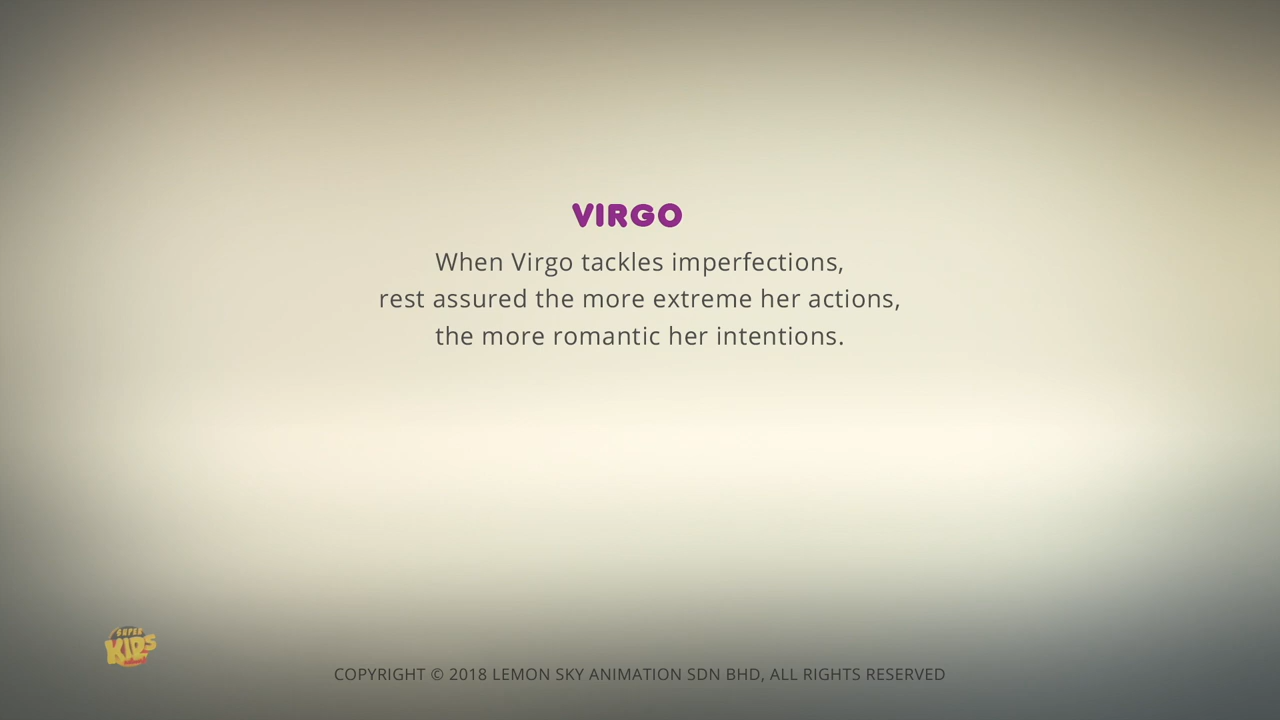 VIRGO
When Virgo tackles imperfections,
rest assured the more extreme her actions,
the more romantic her intentions.
SUPER
KIDS
COPYRIGHT © 2018 LEMON SKY ANIMATION SDN BHD, ALL RIGHTS RESERVED